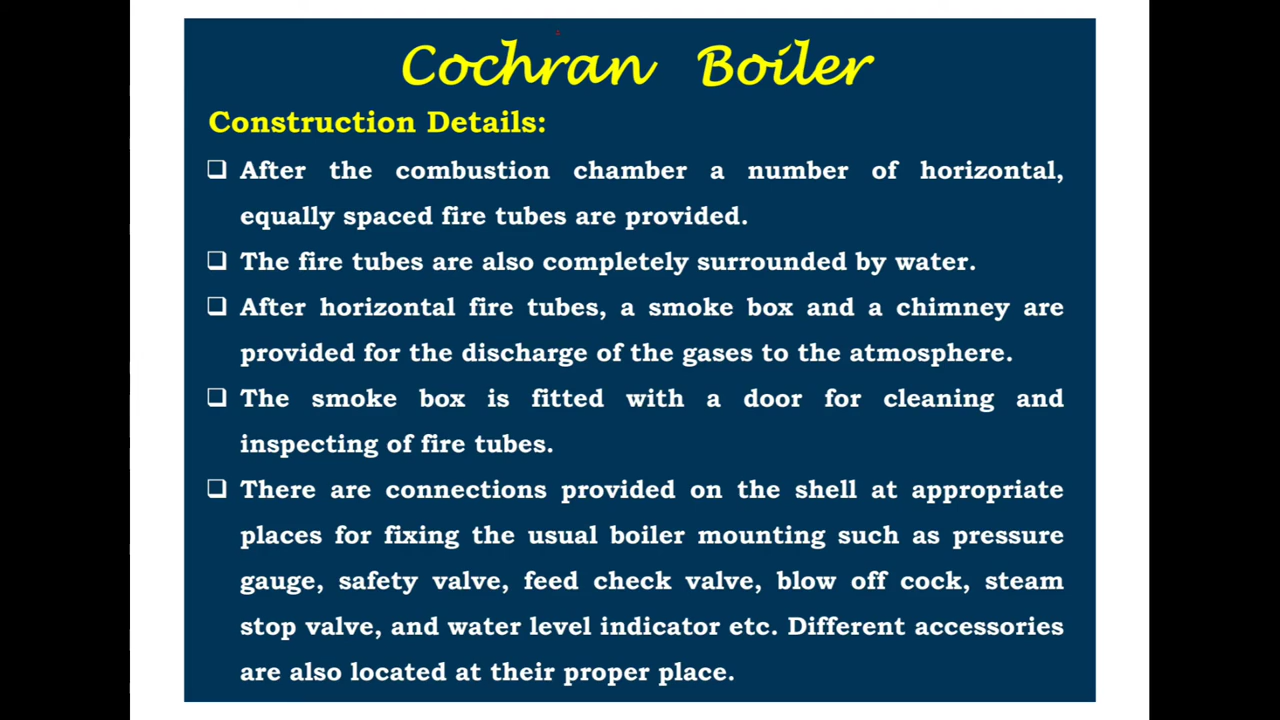 Cochran Boiler
Construction Details:
❑ After the combustion chamber a number of horizontal,
equally spaced fire tubes are provided.
❑ The fire tubes are also completely surrounded by water.
❑ After horizontal fire tubes, a smoke box and a chimney are
provided for the discharge of the gases to the atmosphere.
❑ The smoke box is fitted with a door for cleaning and
inspecting of fire tubes.
❑ There are connections provided on the shell at appropriate
places for fixing the usual boiler mounting such as pressure
gauge, safety valve, feed check valve, blow off cock, steam
stop valve, and water level indicator etc. Different accessories
are also located at their proper place.